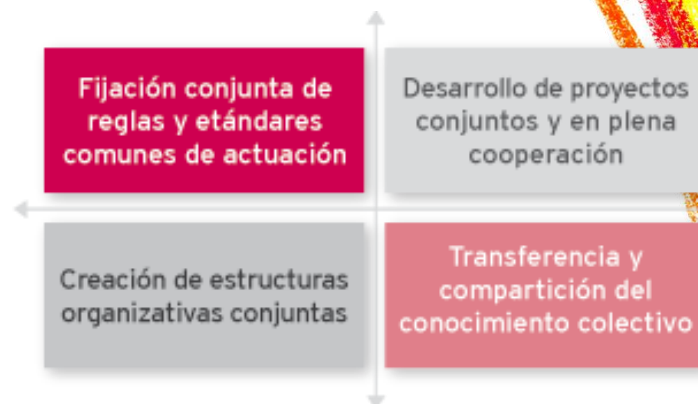 Fijación conjunta de
reglas y etándares
comunes de actuación
Desarrollo de proyectos
conjuntos y en plena
cooperación
Creación de estructuras
organizativas conjuntas
Transferencia y
compartición del
conocimiento colectivo